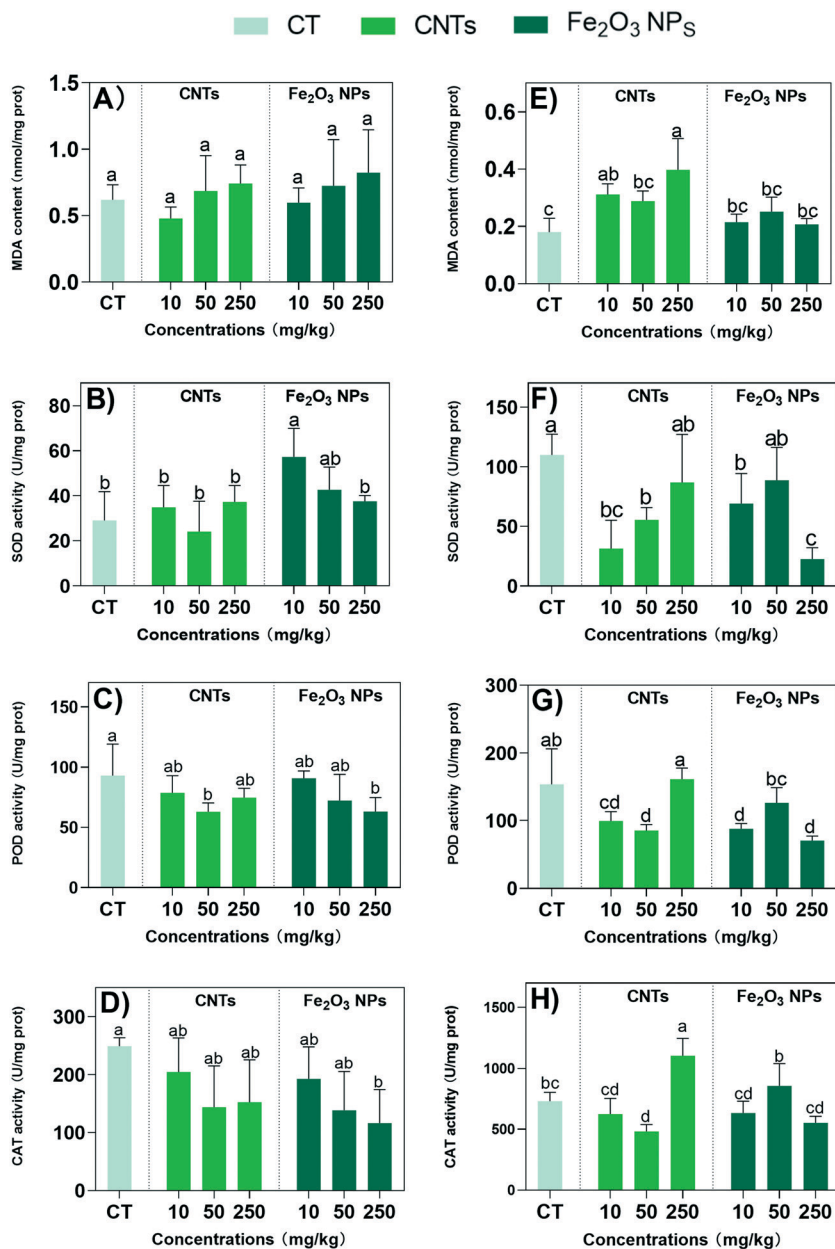 CT CNTs Fe₂O₃ NPS
A) CNTs Fe₂O₃ NPs
MDA content (nmol/mg prot)
1.5
1.0
0.5
0.0
a a a a a a a
CT 10 50 250 10 50 250
Concentrations (mg/kg)
E) CNTs Fe₂O₃ NPs
MDA content (nmol/mg prot)
0.6
0.4
0.2
0.0
c ab bc a bc bc bc
CT 10 50 250 10 50 250
Concentrations (mg/kg)
B) CNTs Fe₂O₃ NPs
SOD activity (U/mg prot)
80
60
40
20
0
b b b b a ab b
CT 10 50 250 10 50 250
Concentrations (mg/kg)
F) CNTs Fe₂O₃ NPs
SOD activity (U/mg prot)
150
100
50
0
a bc b ab b ab c
CT 10 50 250 10 50 250
Concentrations (mg/kg)
C) CNTs Fe₂O₃ NPs
POD activity (U/mg prot)
150
100
50
0
a ab b ab ab ab b
CT 10 50 250 10 50 250
Concentrations (mg/kg)
G) CNTs Fe₂O₃ NPs
POD activity (U/mg prot)
300
200
100
0
ab cd d a d bc d
CT 10 50 250 10 50 250
Concentrations (mg/kg)
D) CNTs Fe₂O₃ NPs
CAT activity (U/mg prot)
300
200
100
0
a ab ab ab ab ab b
CT 10 50 250 10 50 250
Concentrations (mg/kg)
H) CNTs Fe₂O₃ NPs
CAT activity (U/mg prot)
1500
1000
500
0
bc cd d a cd b cd
CT 10 50 250 10 50 250
Concentrations (mg/kg)